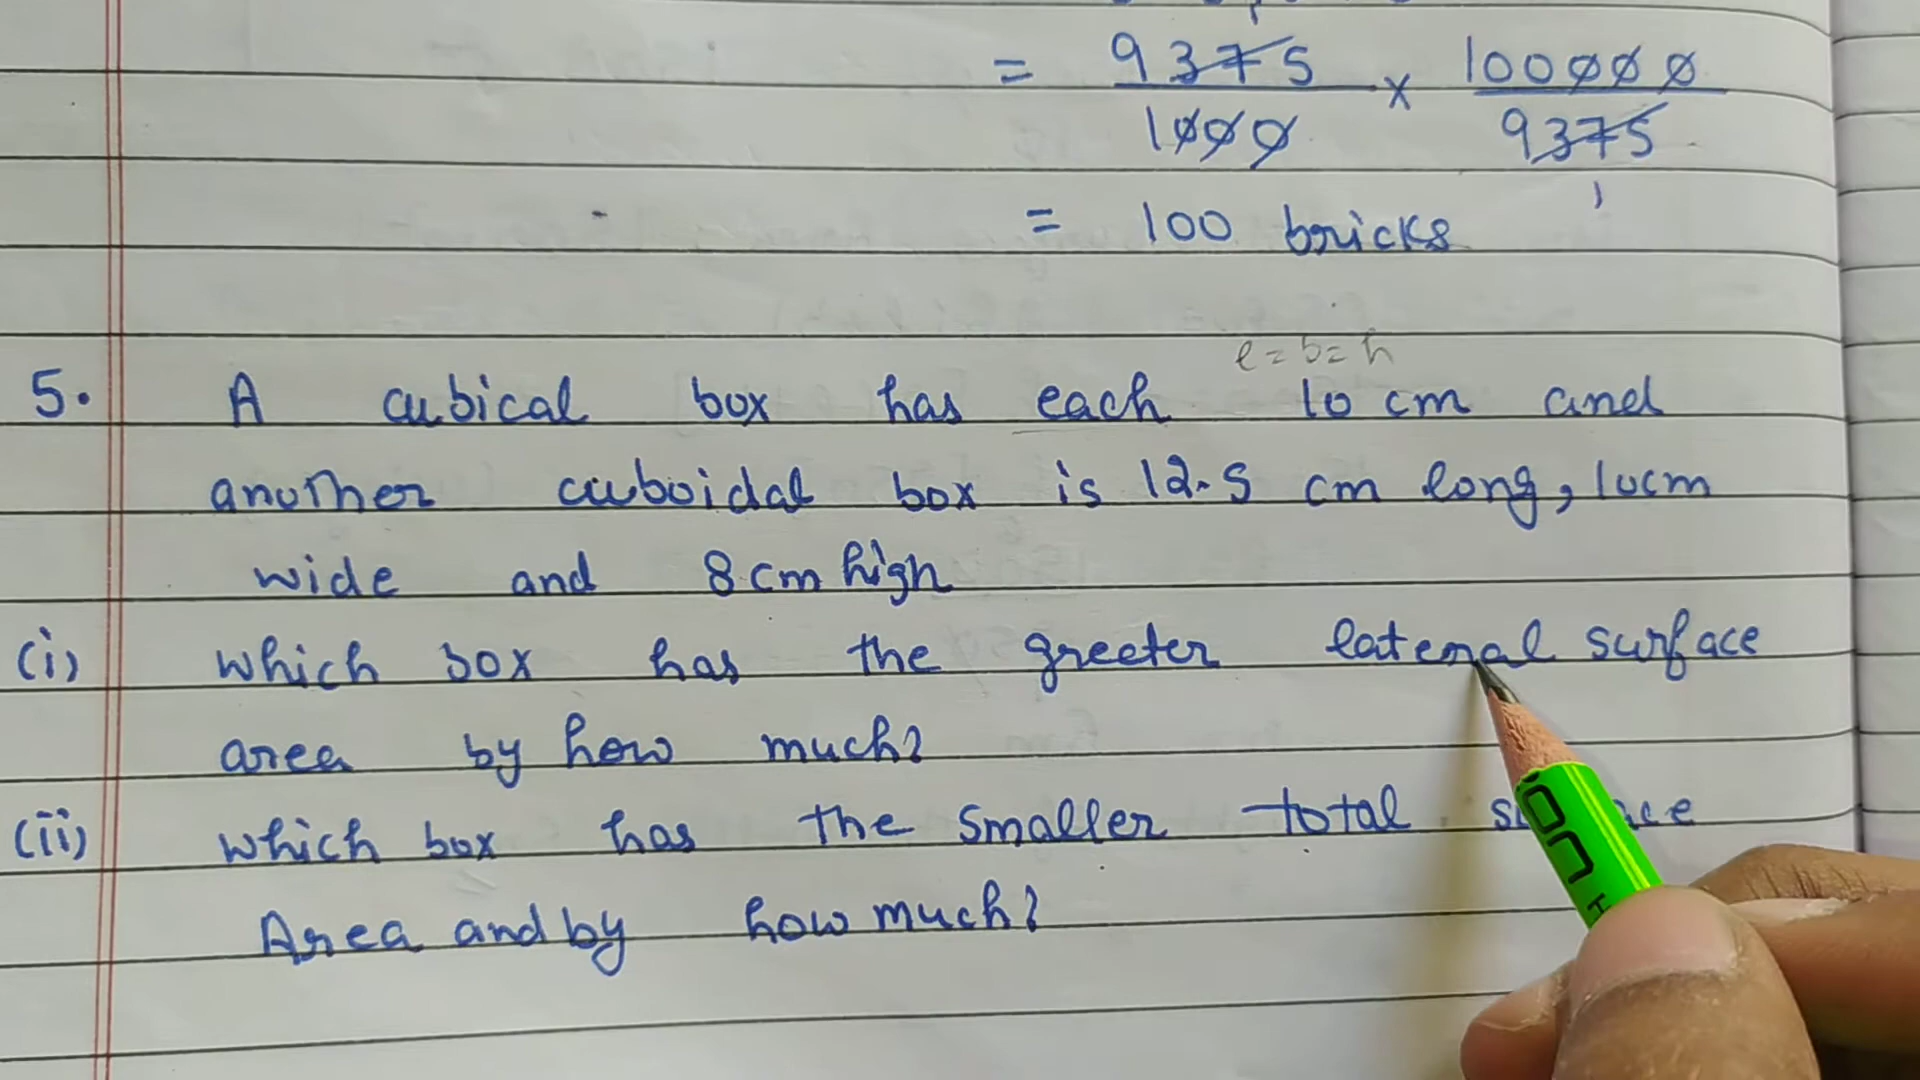 = 9375/1000 × 100000/9375
1
= 100 bricks
l = b = h
5. A cubical box has each 10 cm and
another cuboidal box is 12.5 cm long, 10cm
wide and 8 cm high
(i) which box has the greeter lateral surface
area by how much?
(ii) which box has the smaller total
Area and by how much?